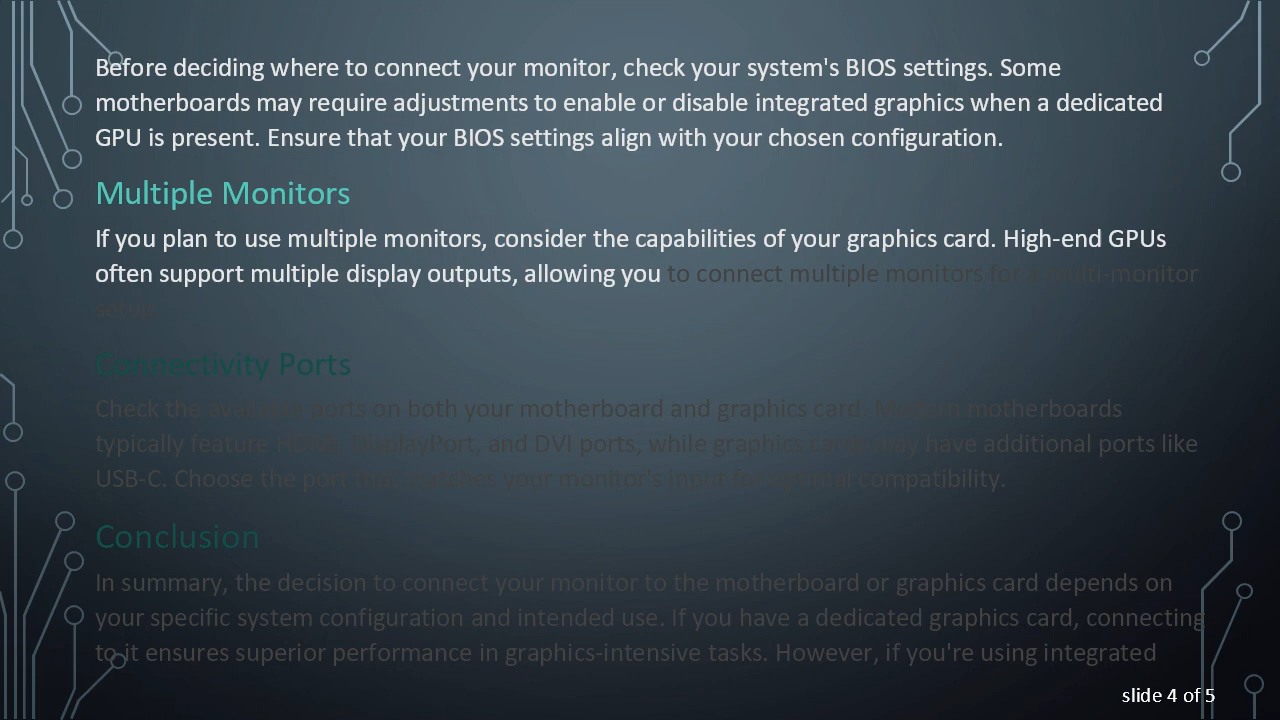 Before deciding where to connect your monitor, check your system's BIOS settings. Some
motherboards may require adjustments to enable or disable integrated graphics when a dedicated
GPU is present. Ensure that your BIOS settings align with your chosen configuration.
Multiple Monitors
If you plan to use multiple monitors, consider the capabilities of your graphics card. High-end GPUs
often support multiple display outputs, allowing you to connect multiple monitors for a multi-monitor
setup.
Connectivity Ports
Check the available ports on both your motherboard and graphics card. Modern motherboards
typically feature HDMI, DisplayPort, and DVI ports, while graphics cards may have additional ports like
USB-C. Choose the port that matches your monitor's input for optimal compatibility.
Conclusion
In summary, the decision to connect your monitor to the motherboard or graphics card depends on
your specific system configuration and intended use. If you have a dedicated graphics card, connecting
to it ensures superior performance in graphics-intensive tasks. However, if you're using integrated
slide 4 of 5